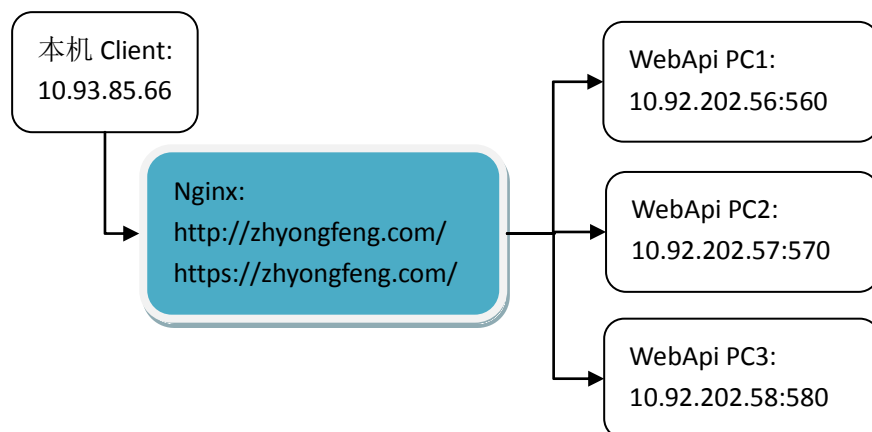 本机 Client:
10.93.85.66
Nginx:
http://zhyongfeng.com/
https://zhyongfeng.com/
WebApi PC1:
10.92.202.56:560
WebApi PC2:
10.92.202.57:570
WebApi PC3:
10.92.202.58:580